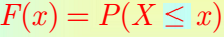 F(x) = P(X ≤ x)